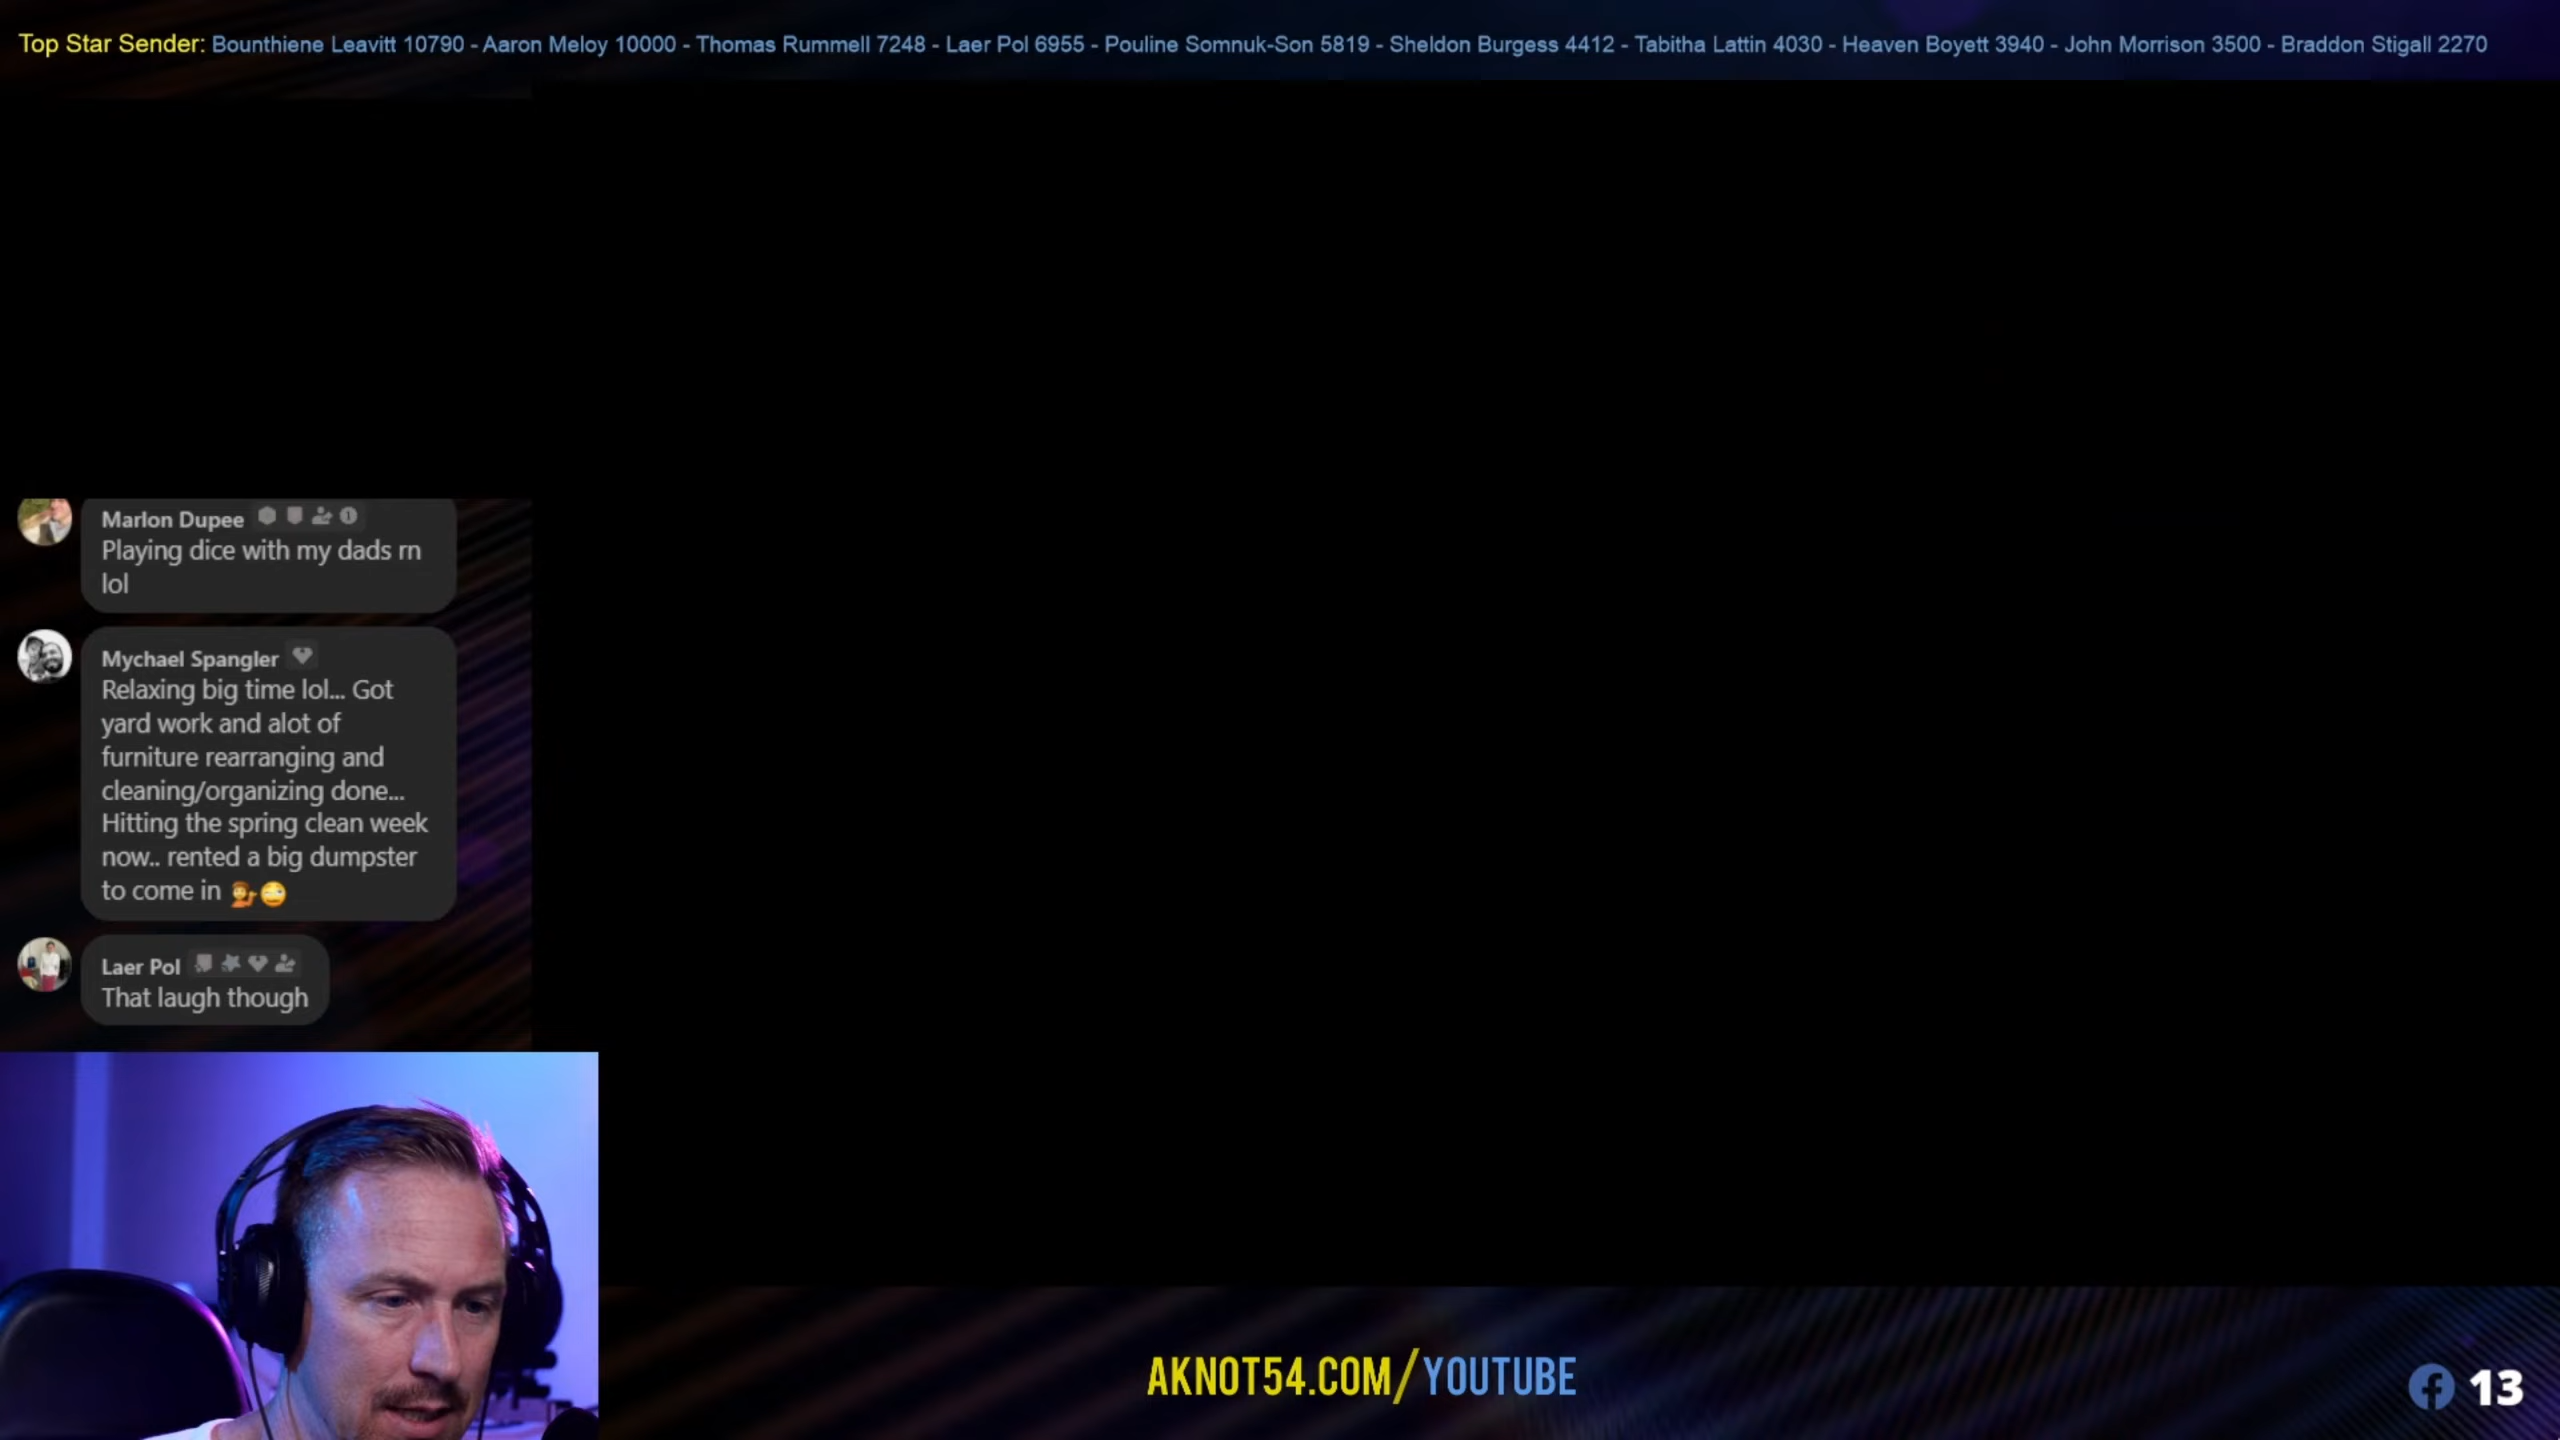 Top Star Sender: Bounthiene Leavitt 10790 - Aaron Meloy 10000 - Thomas Rummell 7248 - Laer Pol 6955 - Pouline Somnuk-Son 5819 - Sheldon Burgess 4412 - Tabitha Lattin 4030 - Heaven Boyett 3940 - John Morrison 3500 - Braddon Stigall 2270
Marlon Dupee
Playing dice with my dads rn
lol
Mychael Spangler
Relaxing big time lol... Got
yard work and alot of
furniture rearranging and
cleaning/organizing done...
Hitting the spring clean week
now.. rented a big dumpster
to come in 💁😏
Laer Pol
That laugh though
AKNOT54.COM/YOUTUBE
13